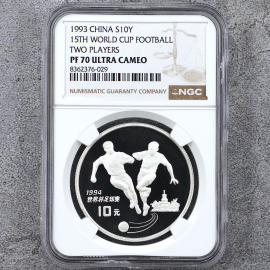 1993 CHINA S10Y
15TH WORLD CUP FOOTBALL
TWO PLAYERS
PF 70 ULTRA CAMEO
8362376-029
NGC
NUMISMATIC GUARANTY COMPANY
1994
世界杯足球赛
10元